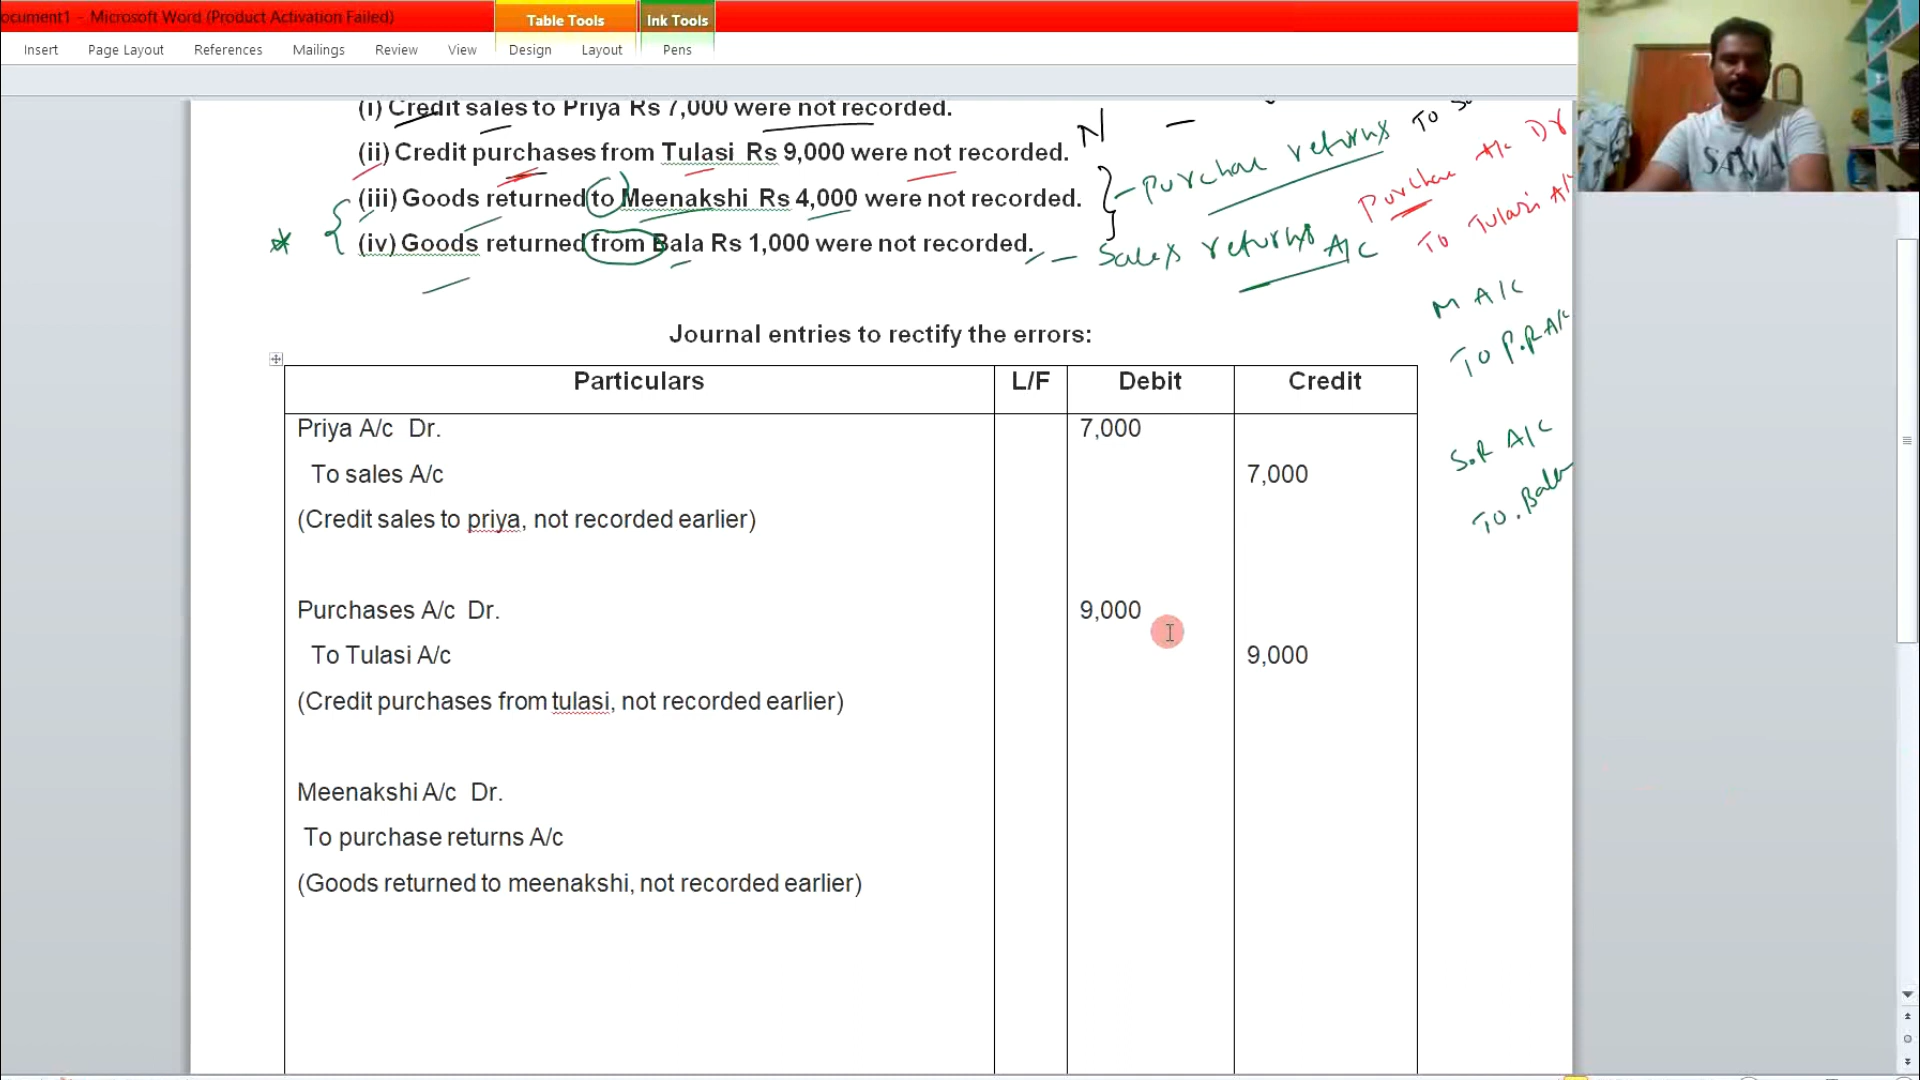 ocument1 - Microsoft Word (Product Activation Failed)
Table Tools
Ink Tools
Insert
Page Layout
References
Mailings
Review
View
Design
Layout
Pens
(i) Credit sales to Priya Rs 7,000 were not recorded.
(ii) Credit purchases from Tulasi Rs 9,000 were not recorded.
(iii) Goods returned to Meenakshi Rs 4,000 were not recorded.
(iv) Goods returned from Bala Rs 1,000 were not recorded.
N -
To
- Purchase returns
Purchase A/c Dr
To Tulasi A/c
- Sales returns A/c
M A/c
To P.R A/c
S.R A/c
To. Bala
Journal entries to rectify the errors:
Particulars L/F Debit Credit
Priya A/c Dr. 7,000
To sales A/c 7,000
(Credit sales to priya, not recorded earlier)
Purchases A/c Dr. 9,000
To Tulasi A/c 9,000
(Credit purchases from tulasi, not recorded earlier)
Meenakshi A/c Dr.
To purchase returns A/c
(Goods returned to meenakshi, not recorded earlier)